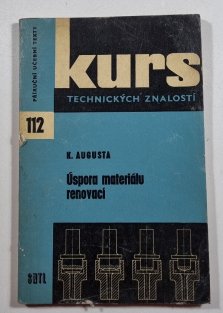 PŘÍRUČNÍ UČEBNÍ TEXTY
kurs
TECHNICKÝCH ZNALOSTÍ
112
K. AUGUSTA
Úspora materiálu
renovací
SNTL